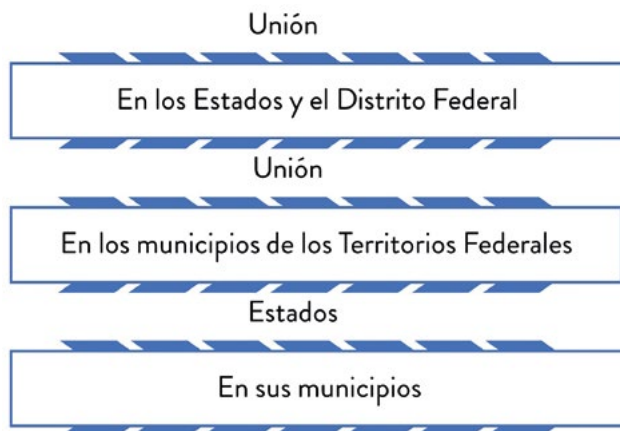 Unión
En los Estados y el Distrito Federal
Unión
En los municipios de los Territorios Federales
Estados
En sus municipios